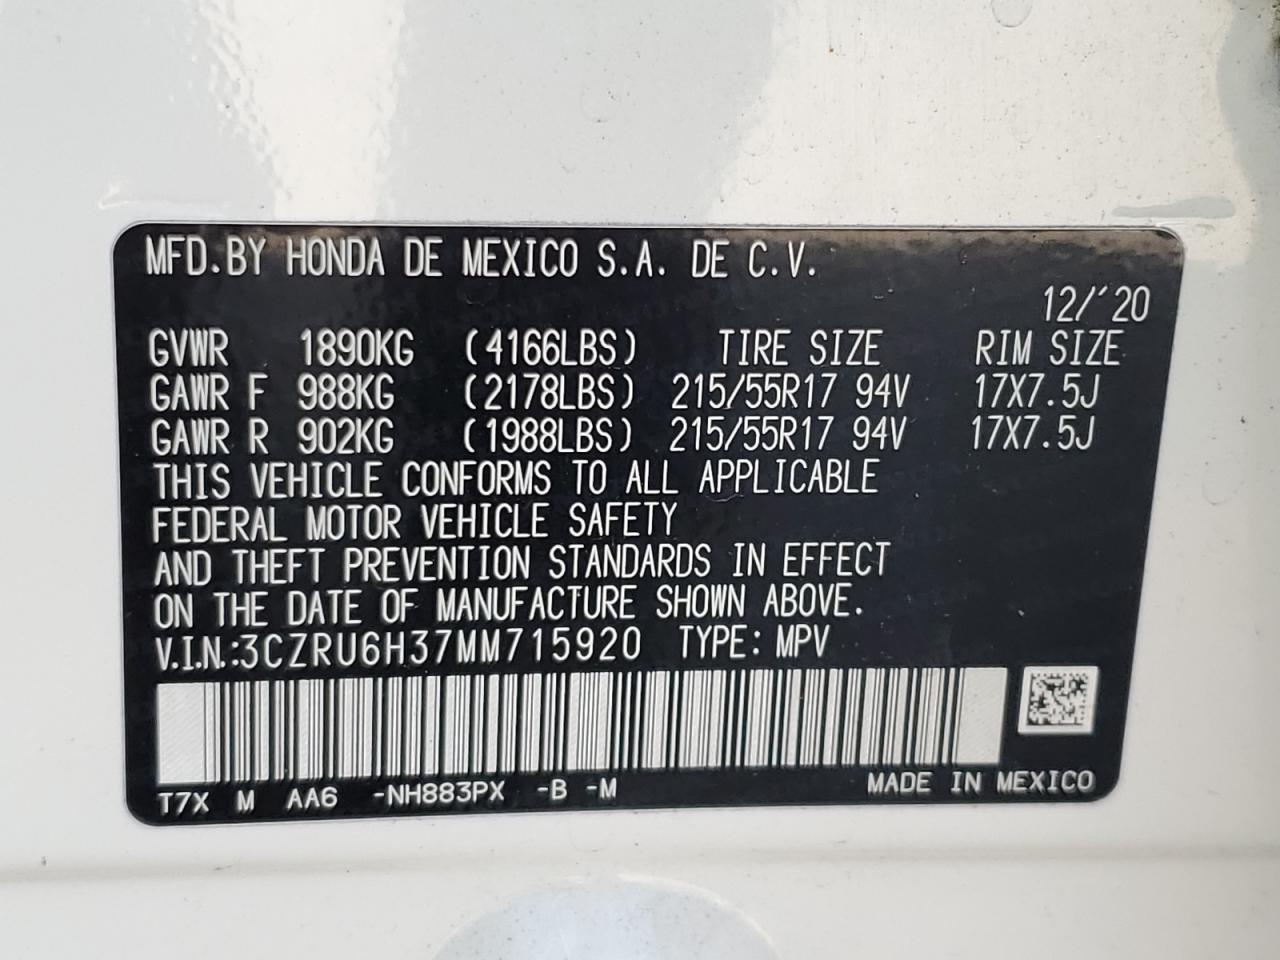 MFD.BY HONDA DE MEXICO S.A. DE C.V.
12/'20
GVWR 1890KG (4166LBS) TIRE SIZE RIM SIZE
GAWR F 988KG (2178LBS) 215/55R17 94V 17X7.5J
GAWR R 902KG (1988LBS) 215/55R17 94V 17X7.5J
THIS VEHICLE CONFORMS TO ALL APPLICABLE
FEDERAL MOTOR VEHICLE SAFETY
AND THEFT PREVENTION STANDARDS IN EFFECT
ON THE DATE OF MANUFACTURE SHOWN ABOVE.
V.I.N.:3CZRU6H37MM715920 TYPE: MPV
T7X M AA6 -NH883PX -B -M MADE IN MEXICO